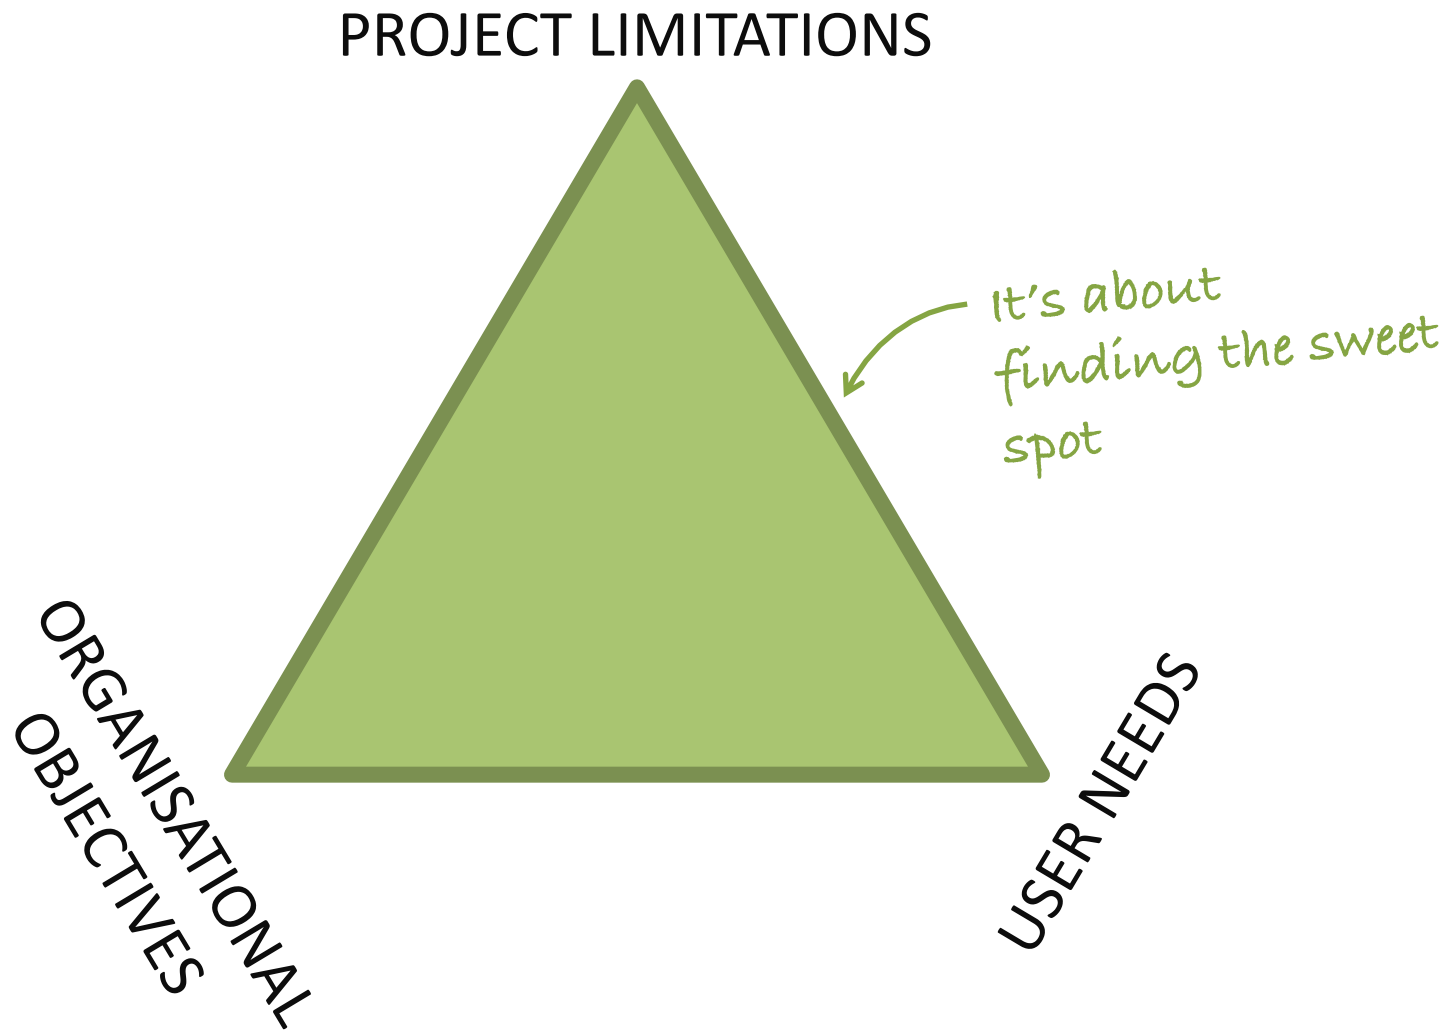 PROJECT LIMITATIONS
It's about
finding the sweet
spot
ORGANISATIONAL
OBJECTIVES
USER NEEDS